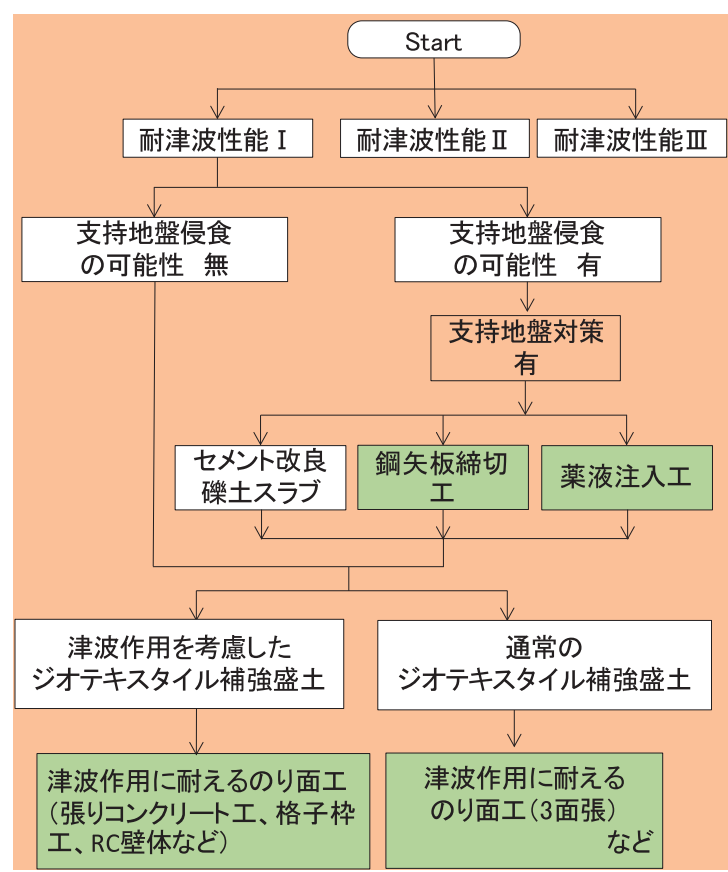 Start
耐津波性能Ⅰ
耐津波性能Ⅱ
耐津波性能Ⅲ
支持地盤侵食
の可能性 無
支持地盤侵食
の可能性 有
支持地盤対策
有
セメント改良
礫土スラブ
鋼矢板締切
工
薬液注入工
津波作用を考慮した
ジオテキスタイル補強盛土
通常の
ジオテキスタイル補強盛土
津波作用に耐えるのり面工
（張りコンクリート工、格子枠
工、RC壁体など）
津波作用に耐える
のり面工（3面張）
など